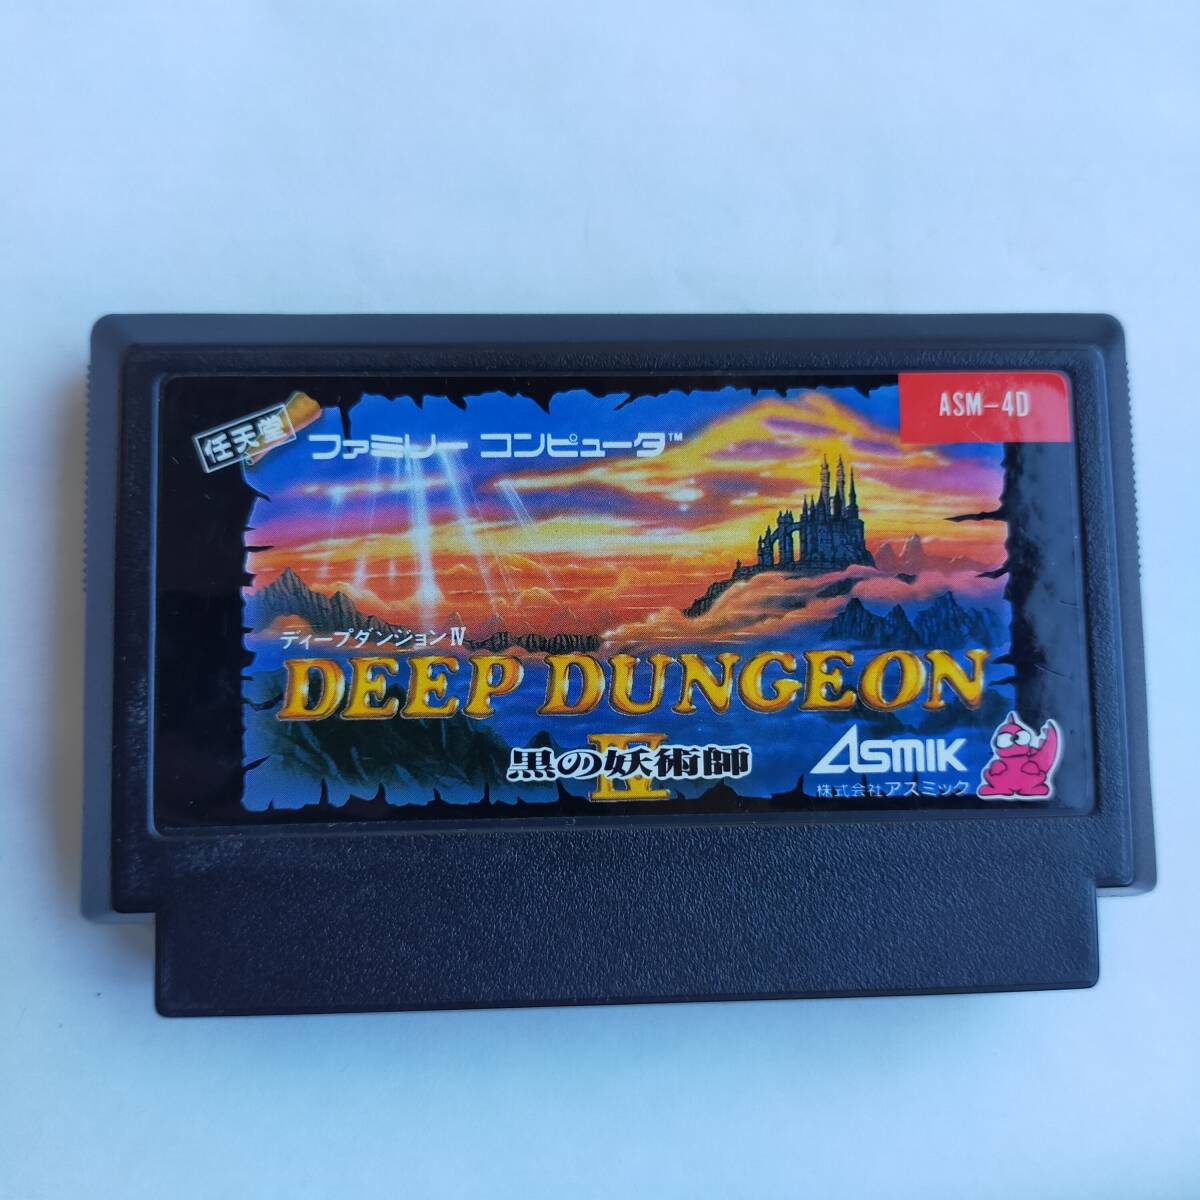 任天堂
ファミリー コンピュータ™
ASM-4D
ディープダンジョンIV
DEEP DUNGEON
IV
黒の妖術師
ASMIK
株式会社アスミック